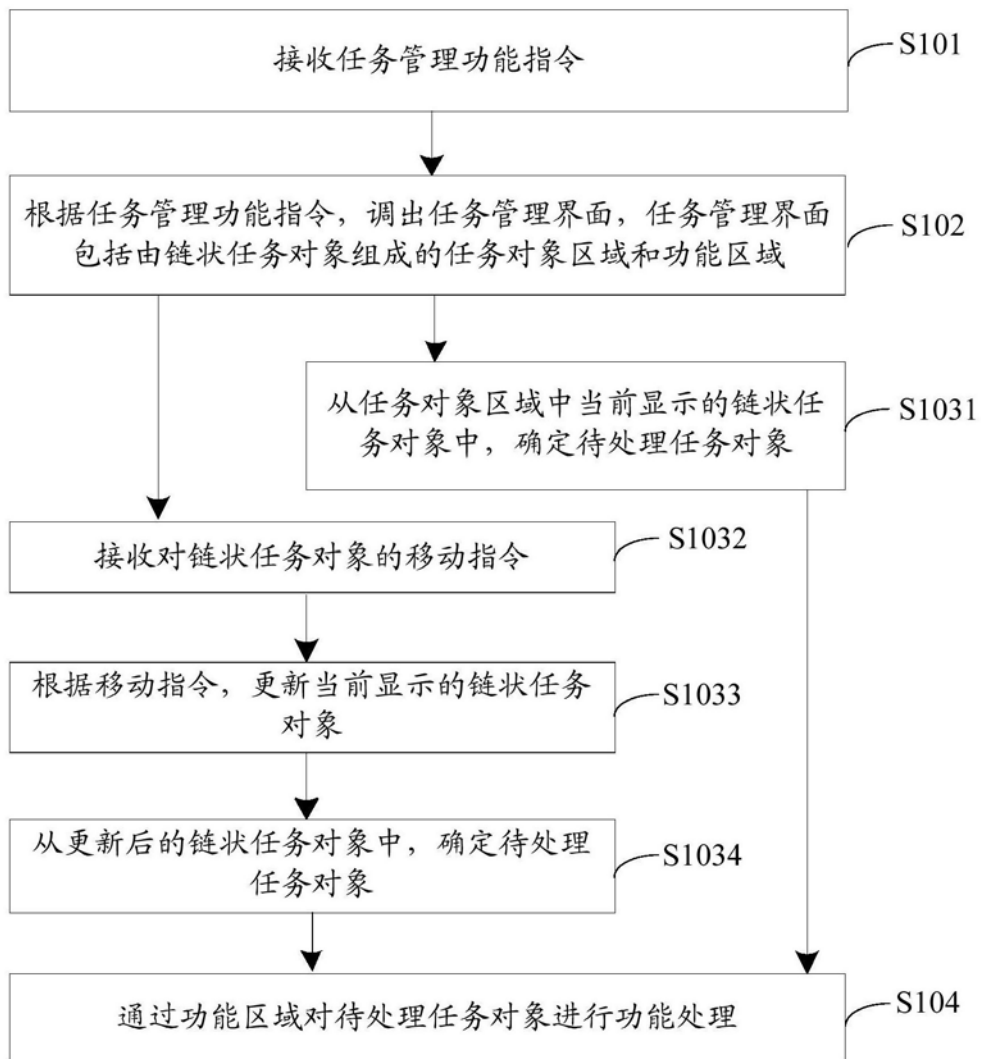 接收任务管理功能指令
S101
根据任务管理功能指令，调出任务管理界面，任务管理界面
包括由链状任务对象组成的任务对象区域和功能区域
S102
从任务对象区域中当前显示的链状任
务对象中，确定待处理任务对象
S1031
接收对链状任务对象的移动指令
S1032
根据移动指令，更新当前显示的链状任务
对象
S1033
从更新后的链状任务对象中，确定待处理
任务对象
S1034
通过功能区域对待处理任务对象进行功能处理
S104